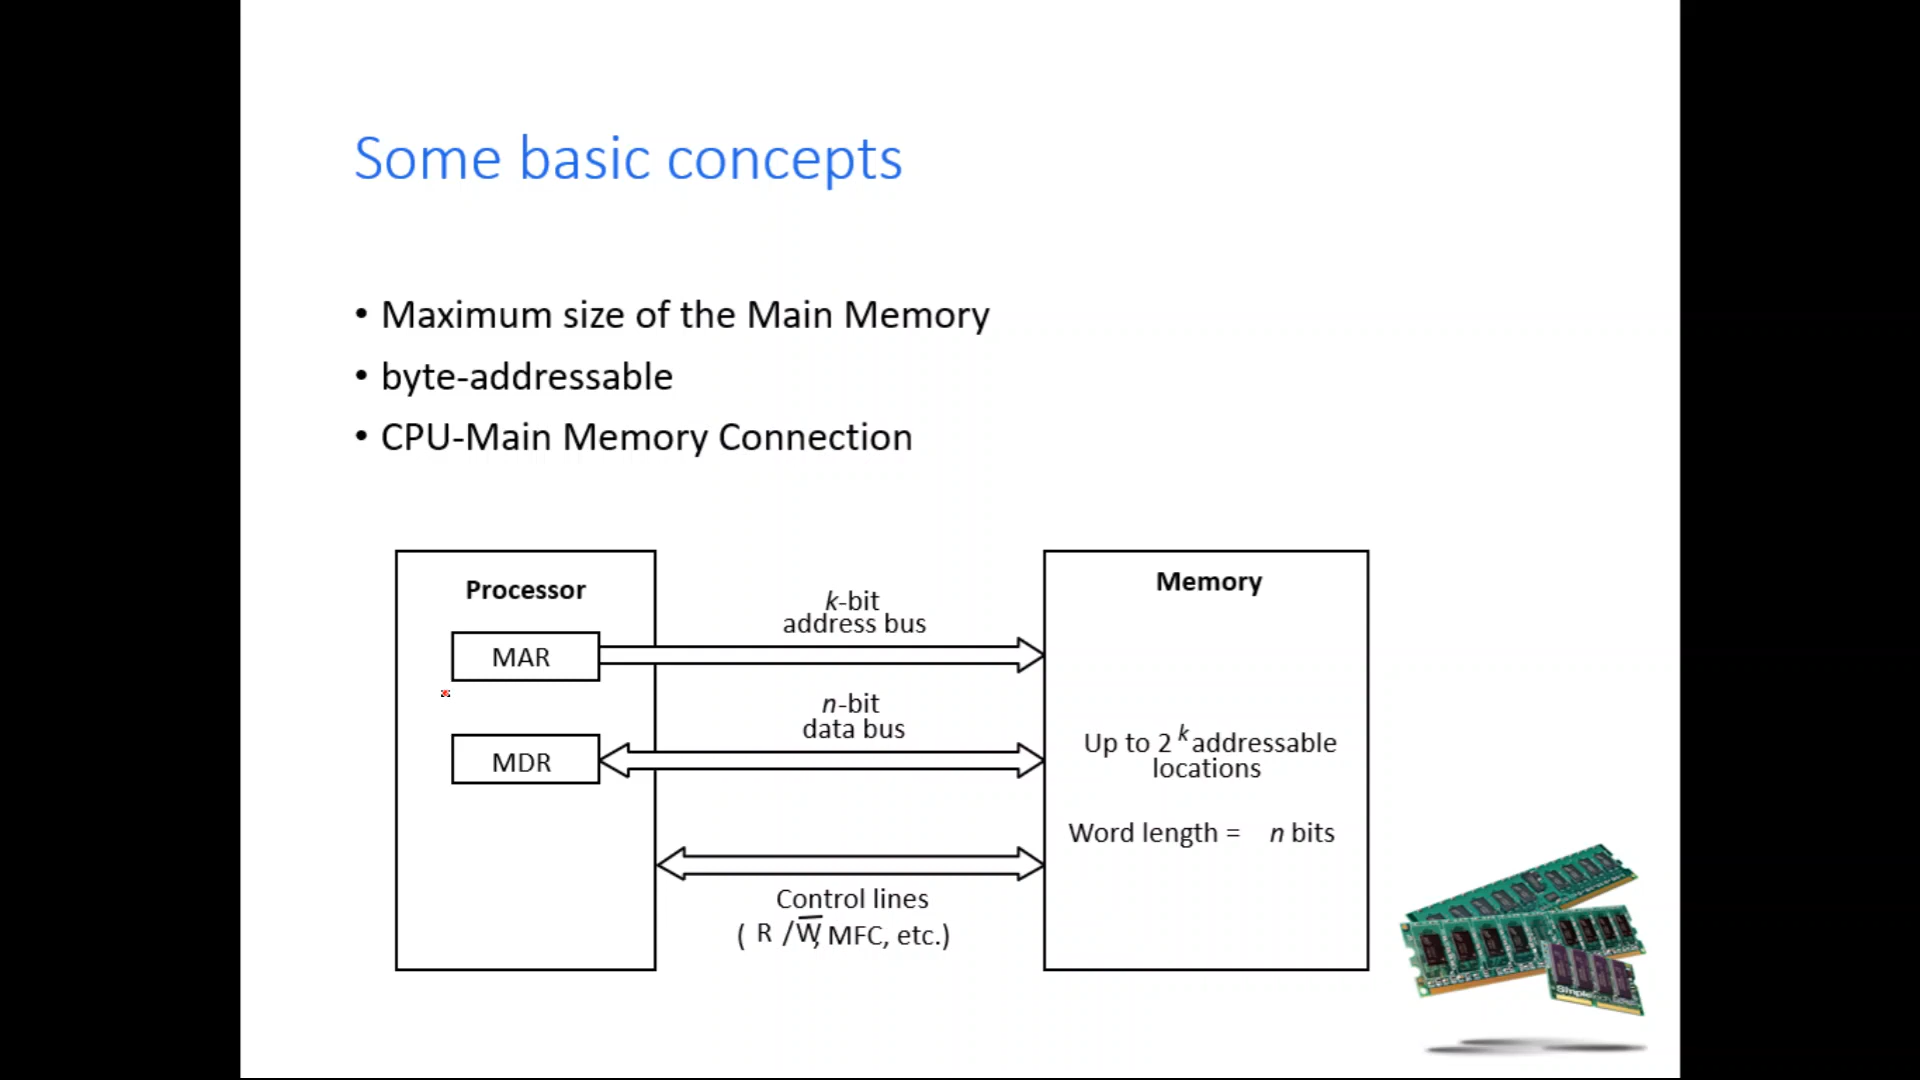 Some basic concepts
• Maximum size of the Main Memory
• byte-addressable
• CPU-Main Memory Connection
Processor
Memory
k-bit
address bus
MAR
n-bit
data bus
MDR
Up to 2ᵏ addressable
locations
Word length = n bits
Control lines
( R /W̅, MFC, etc.)